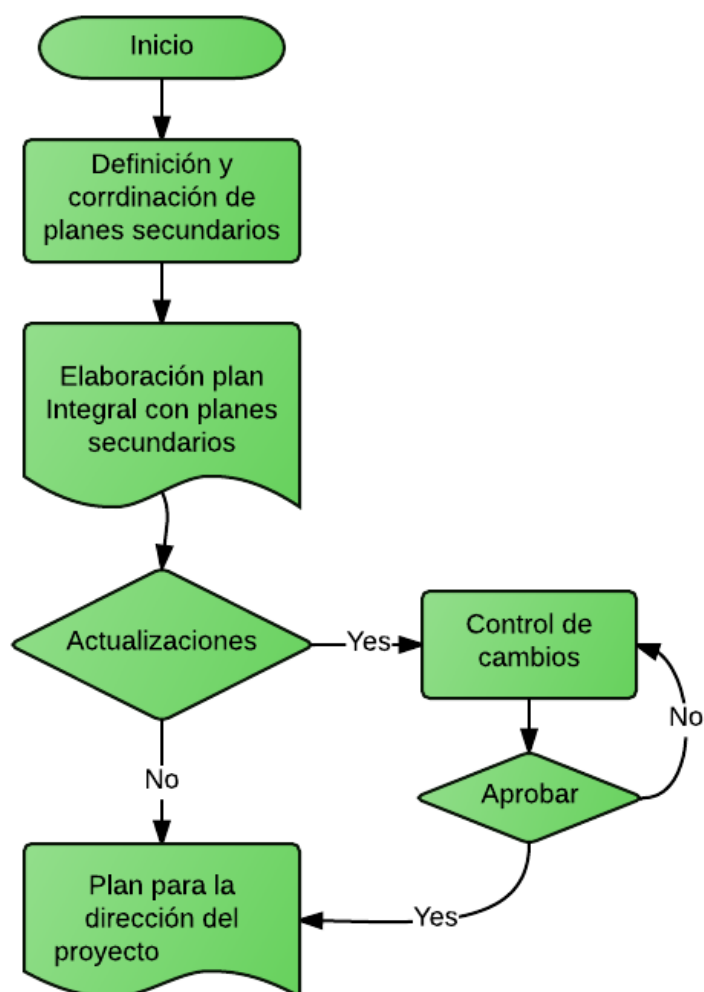 Inicio
Definición y
corrdinación de
planes secundarios
Elaboración plan
Integral con planes
secundarios
Actualizaciones
Yes
Control de
cambios
No
Aprobar
No
Yes
Plan para la
dirección del
proyecto